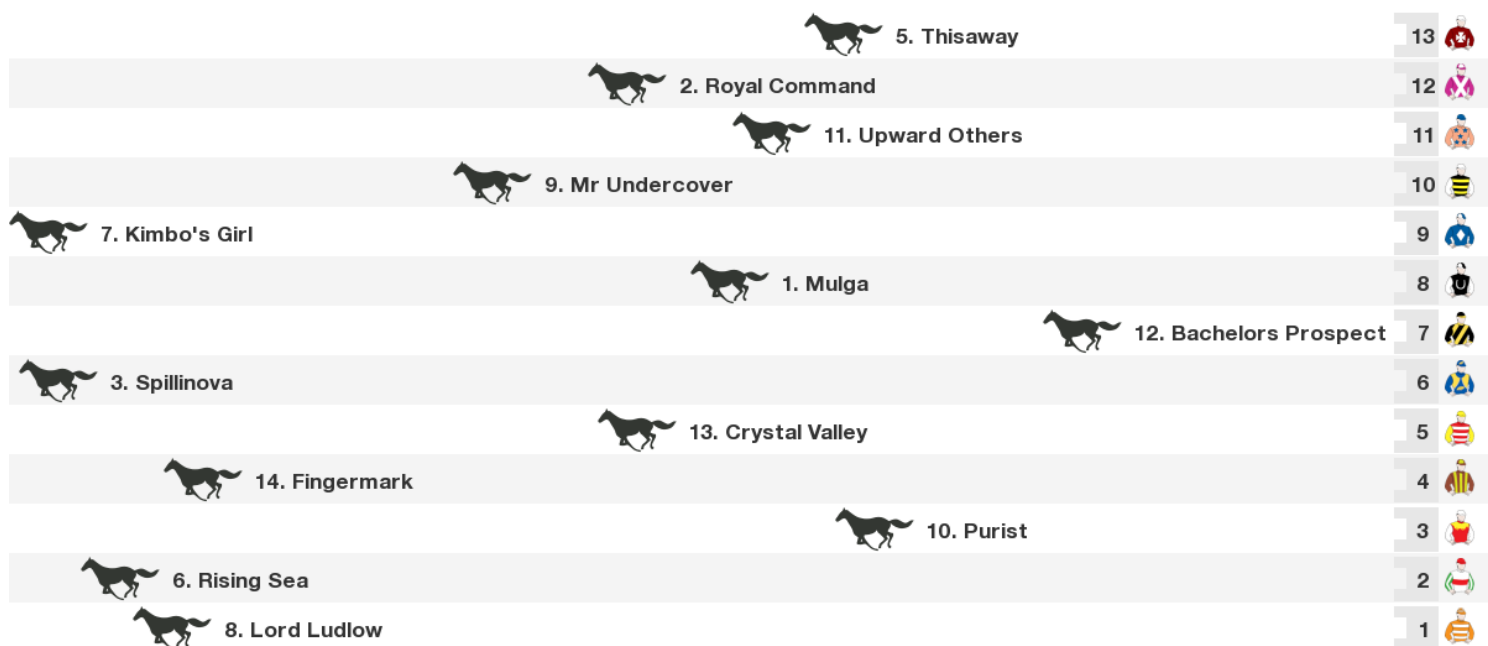 5. Thisaway 13
2. Royal Command 12
11. Upward Others 11
9. Mr Undercover 10
7. Kimbo's Girl 9
1. Mulga 8
12. Bachelors Prospect 7
3. Spillinova 6
13. Crystal Valley 5
14. Fingermark 4
10. Purist 3
6. Rising Sea 2
8. Lord Ludlow 1